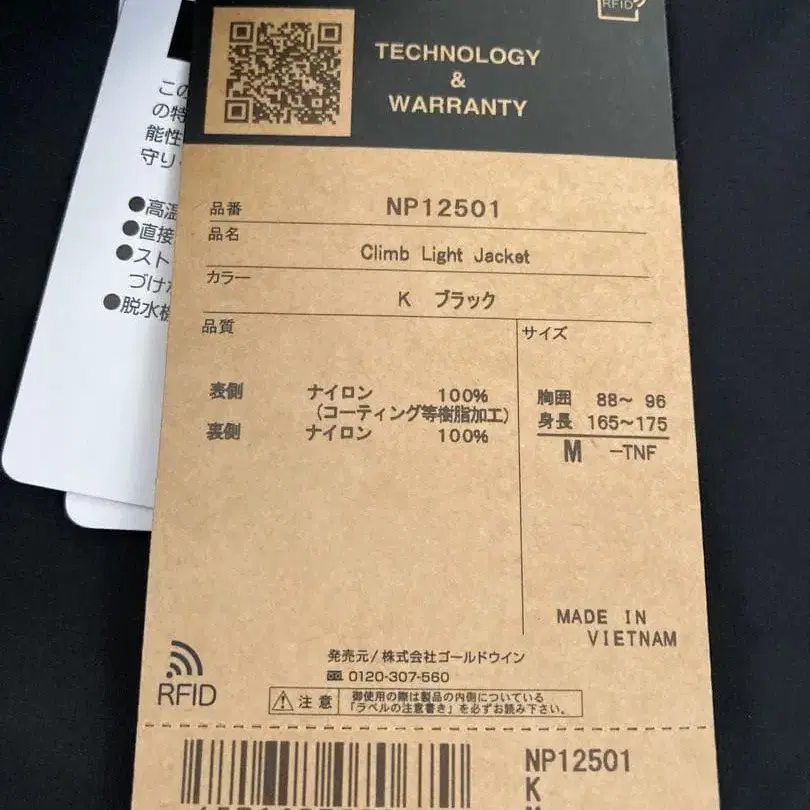 RFID
TECHNOLOGY
&
WARRANTY
この
の特
能性
守り
●高温
●直接
●スト
づけ
●脱水機
品番 NP12501
品名
Climb Light Jacket
カラー
K ブラック
品質
サイズ
表側 ナイロン 100%
(コーティング等樹脂加工)
裏側 ナイロン 100%
胸囲 88~ 96
身長 165~175
M -TNF
MADE IN
VIETNAM
発売元/株式会社ゴールドウイン
0120-307-560
RFID
注意
御使用の際は製品の内側についている
「ラベルの注意書き」を必ずお読み下さい。
NP12501
K